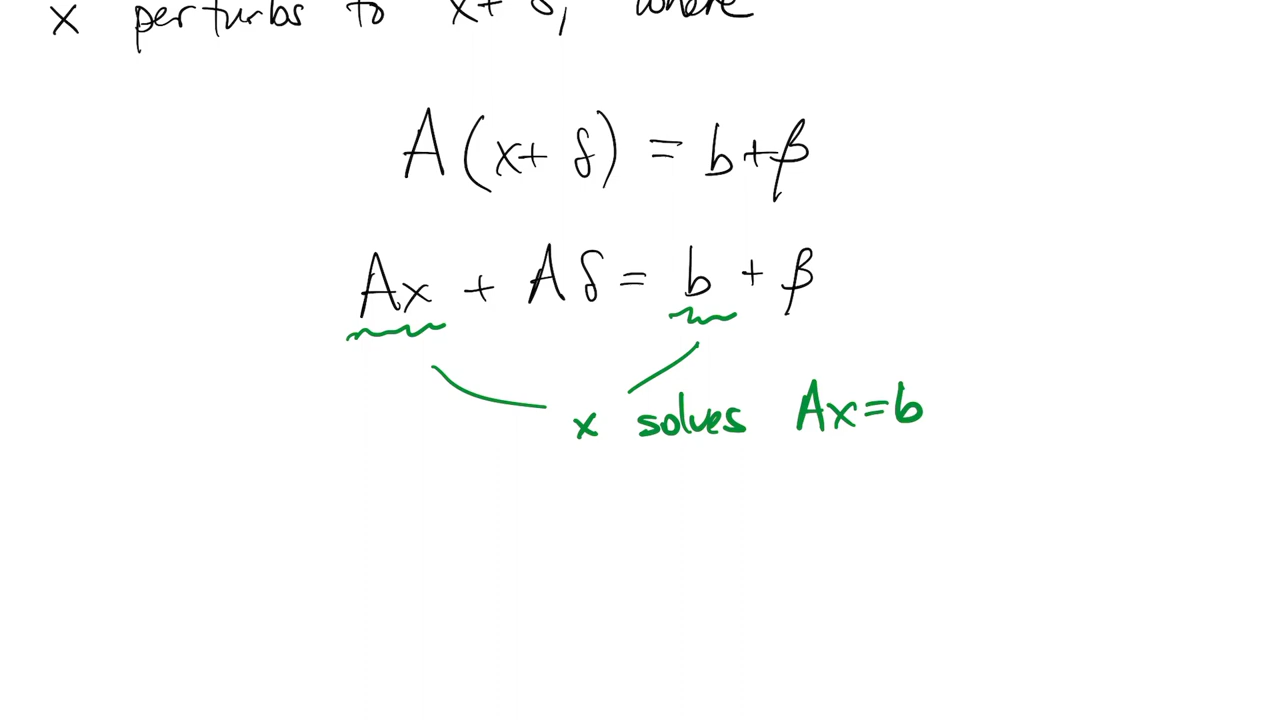 x perturbs to x+ δ, where
A(x+ δ) = b+β
Ax + Aδ = b + β
x solves Ax=b